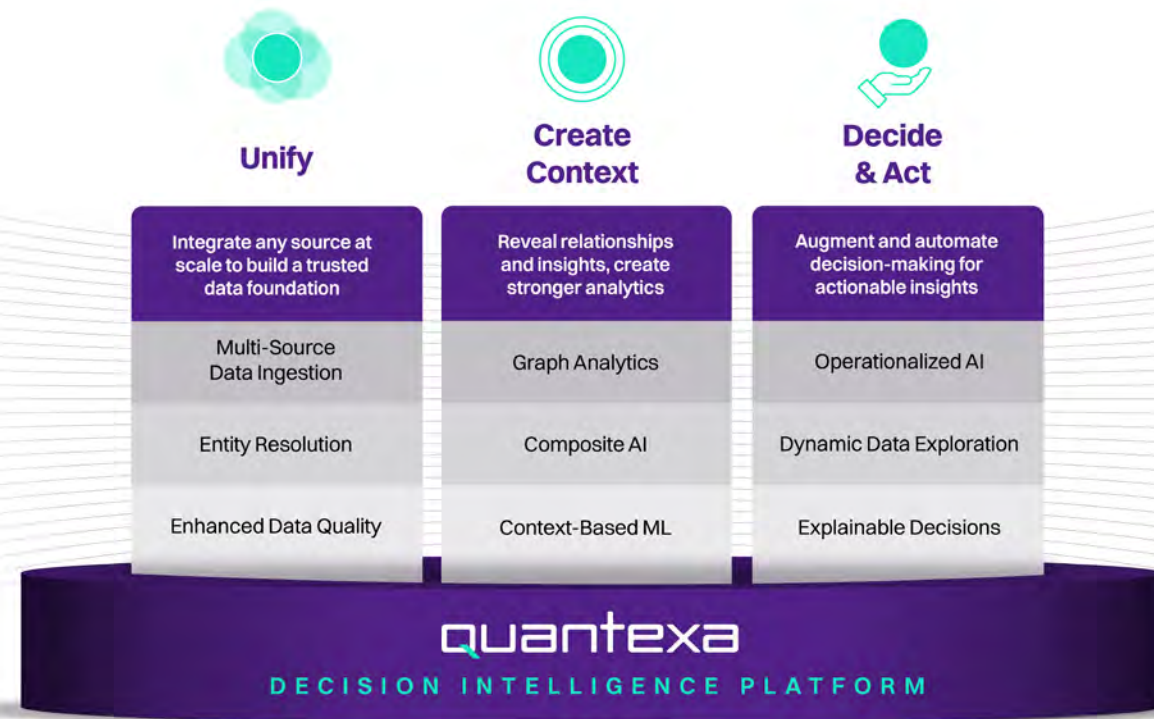 Unify
Integrate any source at
scale to build a trusted
data foundation
Multi-Source
Data Ingestion
Entity Resolution
Enhanced Data Quality
Create
Context
Reveal relationships
and insights, create
stronger analytics
Graph Analytics
Composite AI
Context-Based ML
Decide
& Act
Augment and automate
decision-making for
actionable insights
Operationalized AI
Dynamic Data Exploration
Explainable Decisions
quantexa
DECISION INTELLIGENCE PLATFORM